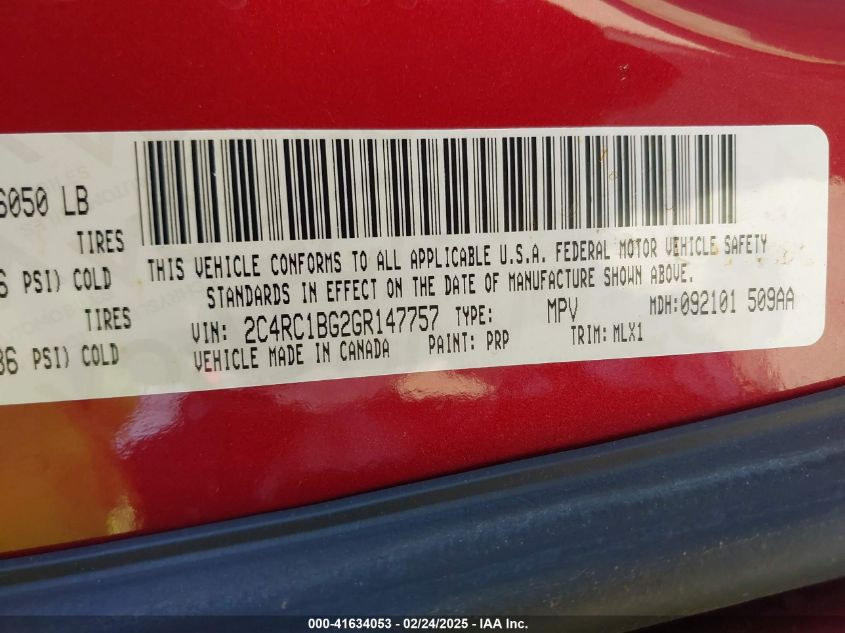 6050 LB
TIRES
PSI) COLD
TIRES
36 PSI) COLD
THIS VEHICLE CONFORMS TO ALL APPLICABLE U.S.A. FEDERAL MOTOR VEHICLE SAFETY
STANDARDS IN EFFECT ON THE DATE OF MANUFACTURE SHOWN ABOVE.
VIN: 2C4RC1BG2GR147757 TYPE: MPV MDH:092101 509AA
VEHICLE MADE IN CANADA PAINT: PRP TRIM: MLX1
000-41634053 - 02/24/2025 - IAA Inc.